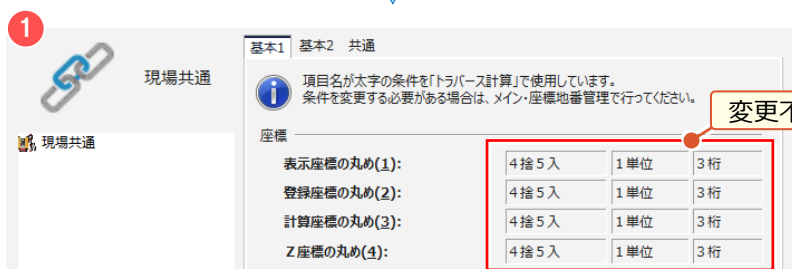 1
基本1 基本2 共通
現場共通
項目名が太字の条件を「トラバース計算」で使用しています。
条件を変更する必要がある場合は、メイン・座標地番管理で行ってください。
変更不
座標
現場共通
表示座標の丸め(1): 4捨5入 1単位 3桁
登録座標の丸め(2): 4捨5入 1単位 3桁
計算座標の丸め(3): 4捨5入 1単位 3桁
Z座標の丸め(4): 4捨5入 1単位 3桁